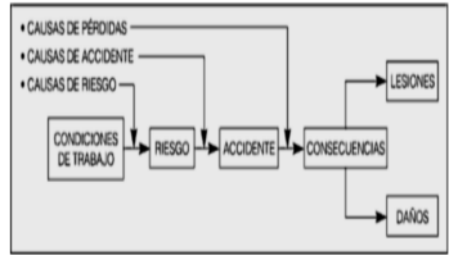 • CAUSAS DE PÉRDIDAS
• CAUSAS DE ACCIDENTE
• CAUSAS DE RIESGO
CONDICIONES
DE TRABAJO
RIESGO
ACCIDENTE
CONSECUENCIAS
LESIONES
DAÑOS